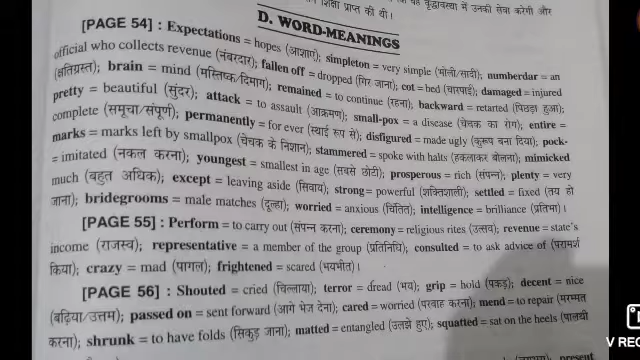 शिक्षा प्राप्त की थी। वृद्धावस्था में उनकी सेवा करेगी और
D. WORD-MEANINGS
[PAGE 54] : Expectations = hopes (आशाएं); simpleton = very simple (भोली/सादी); numberdar = an
official who collects revenue (नंबरदार); fallen off = dropped (गिर जाना); cot = bed (चारपाई); damaged = injured
(क्षतिग्रस्त); brain = mind (मस्तिष्क/दिमाग); remained = to continue (रहना); backward = retarted (पिछड़ा हुआ);
pretty = beautiful (सुंदर); attack = to assault (आक्रमण); small-pox = a disease (चेचक का रोग); entire =
complete (समूचा/संपूर्ण); permanently = for ever (स्थाई रूप से); disfigured = made ugly (कुरूप बना दिया); pock-
marks = marks left by smallpox (चेचक के निशान); stammered = spoke with halts (हकलाकर बोलना); mimicked
= imitated (नकल करना); youngest = smallest in age (सबसे छोटी); prosperous = rich (संपन्न); plenty = very
much (बहुत अधिक); except = leaving aside (सिवाय); strong = powerful (शक्तिशाली); settled = fixed (तय हो
जाना); bridegrooms = male matches (दूल्हा); worried = anxious (चिंतित); intelligence = brilliance (प्रतिभा)।
[PAGE 55] : Perform = to carry out (संपन्न करना); ceremony = religious rites (उत्सव); revenue = state's
income (राजस्व); representative = a member of the group (प्रतिनिधि); consulted = to ask advice of (परामर्श
किया); crazy = mad (पागल); frightened = scared (भयभीत)।
[PAGE 56] : Shouted = cried (चिल्लाया); terror = dread (भय); grip = hold (पकड़); decent = nice
(बढ़िया/उत्तम); passed on = sent forward (आगे भेज देना); cared = worried (परवाह करना); mend = to repair (मरम्मत
करना); shrunk = to have folds (सिकुड़ जाना); matted = entangled (उलझे हुए); squatted = sat on the heels (पालथी
present
V REC